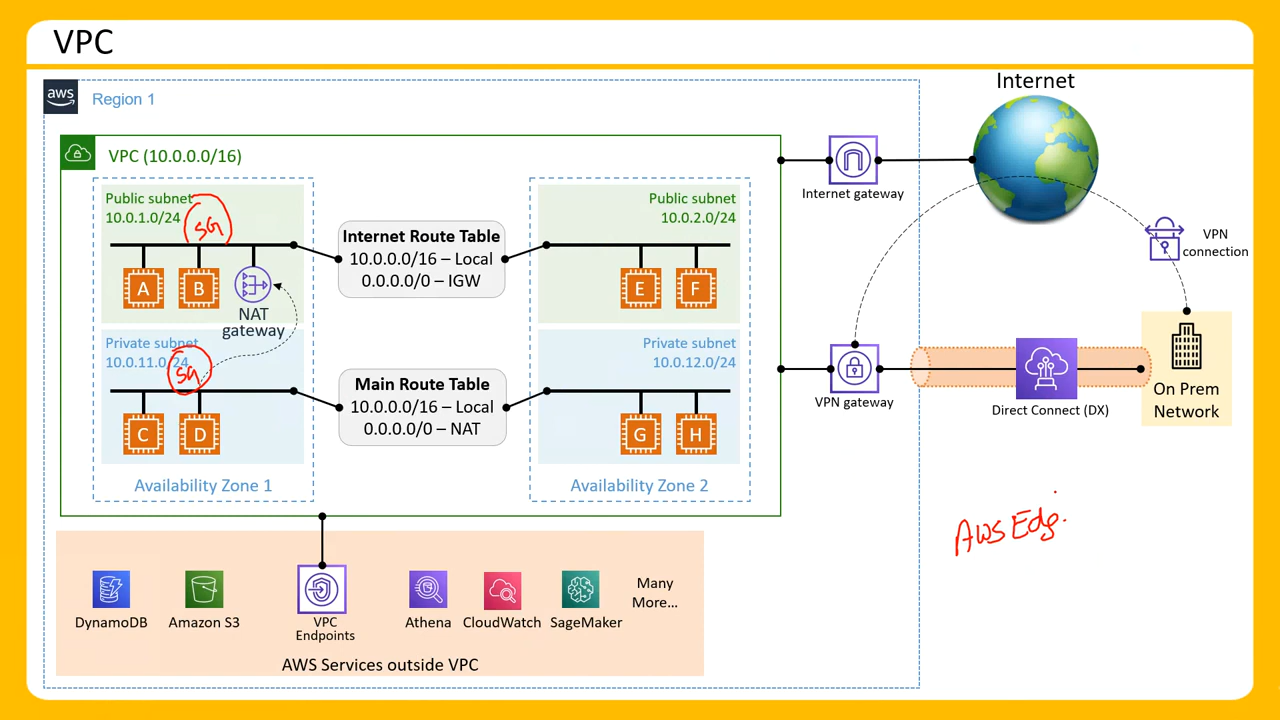 VPC
aws
Region 1
Internet
VPC (10.0.0.0/16)
Public subnet
10.0.1.0/24
SG
A
B
NAT
gateway
Private subnet
10.0.11.0/24
SG
C
D
Availability Zone 1
Internet Route Table
10.0.0.0/16 – Local
0.0.0.0/0 – IGW
Main Route Table
10.0.0.0/16 – Local
0.0.0.0/0 – NAT
Public subnet
10.0.2.0/24
E
F
Private subnet
10.0.12.0/24
G
H
Availability Zone 2
Internet gateway
VPN
connection
VPN gateway
Direct Connect (DX)
On Prem
Network
AWS Edg
DynamoDB
Amazon S3
VPC
Endpoints
Athena
CloudWatch
SageMaker
Many
More...
AWS Services outside VPC